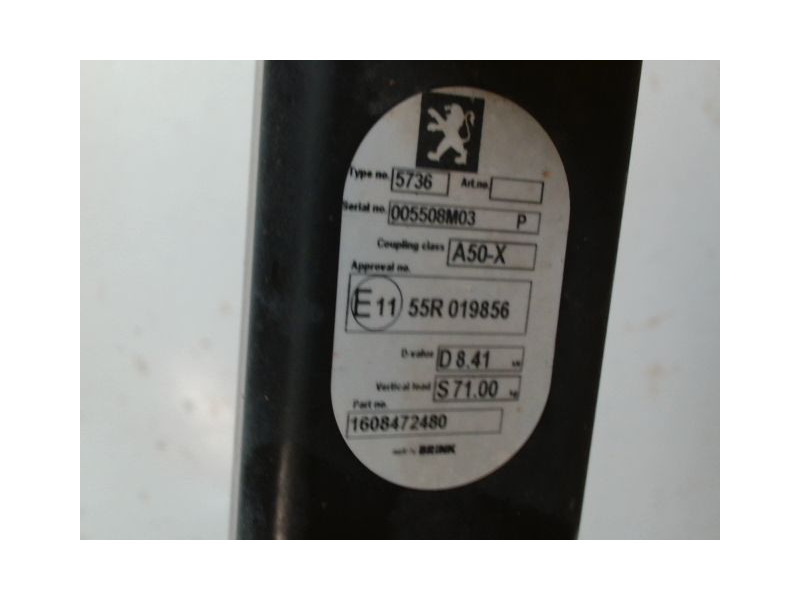 Type no. 5736 Art.no.
Serial no. 005508M03 P
Coupling class A50-X
Approval no.
E 11 55R 019856
D-value D 8.41 kN
Vertical load S 71.00 kg
Part no.
1608472480
made by BRINK